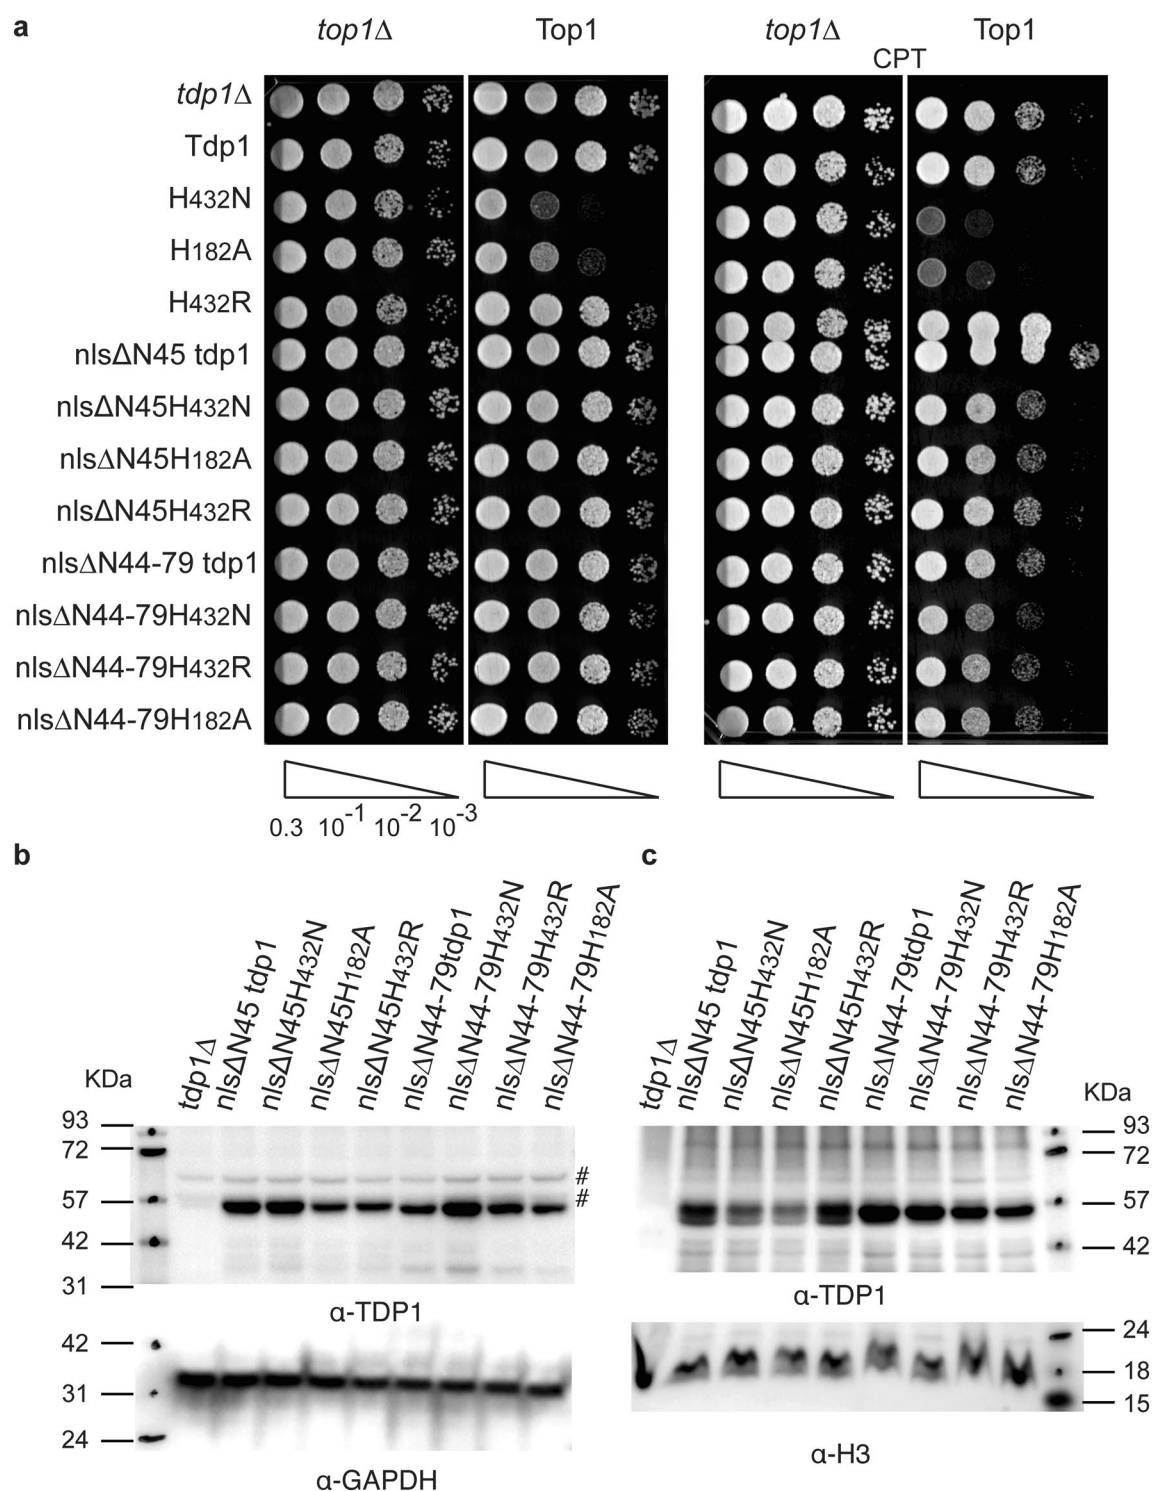 a
top1Δ Top1 top1Δ Top1
CPT
tdp1Δ
Tdp1
H432N
H182A
H432R
nlsΔN45 tdp1
nlsΔN45H432N
nlsΔN45H182A
nlsΔN45H432R
nlsΔN44-79 tdp1
nlsΔN44-79H432N
nlsΔN44-79H432R
nlsΔN44-79H182A
0.3 10-1 10-2 10-3
b
tdp1Δ
nlsΔN45 tdp1
nlsΔN45H432N
nlsΔN45H182A
nlsΔN45H432R
nlsΔN44-79tdp1
nlsΔN44-79H432N
nlsΔN44-79H432R
nlsΔN44-79H182A
KDa
93
72
57
42
31
#
#
α-TDP1
42
31
24
α-GAPDH
c
tdp1Δ
nlsΔN45 tdp1
nlsΔN45H432N
nlsΔN45H182A
nlsΔN45H432R
nlsΔN44-79tdp1
nlsΔN44-79H432N
nlsΔN44-79H432R
nlsΔN44-79H182A
KDa
93
72
57
42
α-TDP1
24
18
15
α-H3